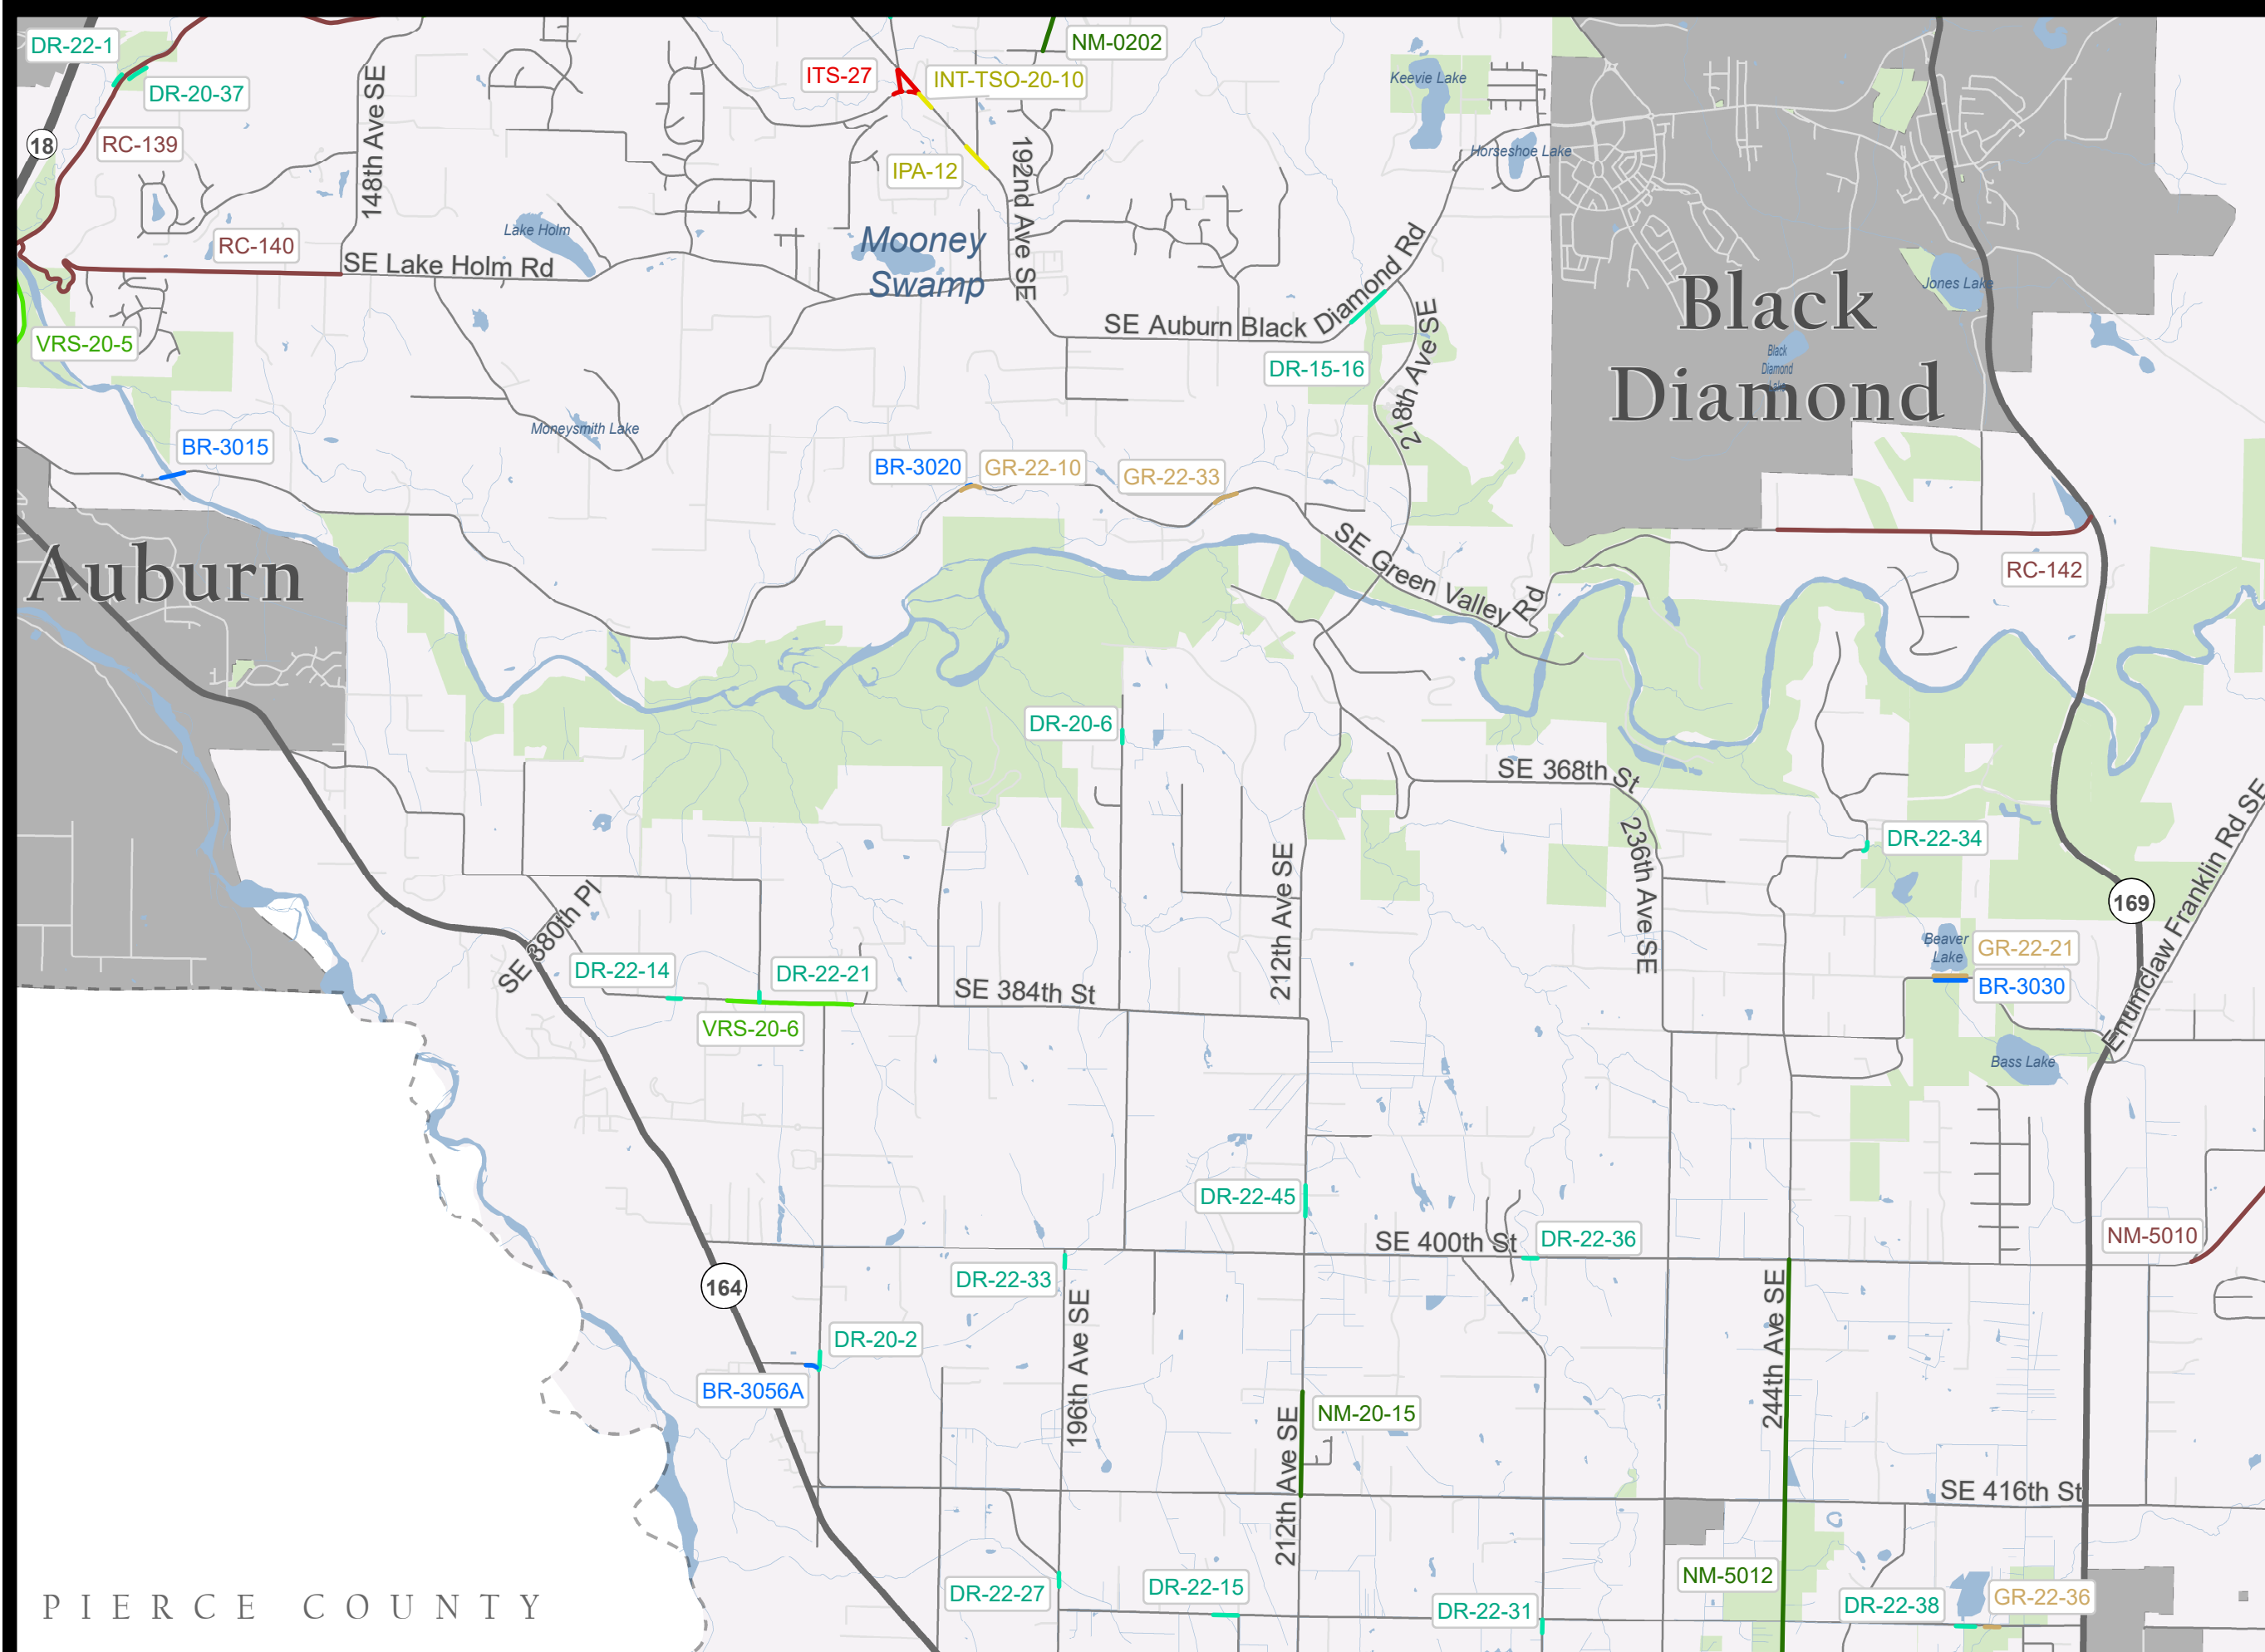 DR-22-1
NM-0202
ITS-27
INT-TSO-20-10
DR-20-37
Keevie Lake
18
RC-139
148th Ave SE
IPA-12
192nd Ave SE
Horseshoe Lake
RC-140
Lake Holm
SE Lake Holm Rd
Mooney
Swamp
SE Auburn Black Diamond Rd
218th Ave SE
Black
Diamond
Jones Lake
Black
Diamond
Lake
VRS-20-5
DR-15-16
Moneysmith Lake
BR-3015
BR-3020
GR-22-10
GR-22-33
SE Green Valley Rd
Auburn
RC-142
DR-20-6
SE 368th St
236th Ave SE
DR-22-34
212th Ave SE
169
Enumclaw Franklin Rd SE
SE 380th Pl
Beaver
Lake
GR-22-21
BR-3030
DR-22-14
DR-22-21
SE 384th St
VRS-20-6
Bass Lake
DR-22-45
SE 400th St
DR-22-36
NM-5010
164
DR-22-33
DR-20-2
196th Ave SE
244th Ave SE
BR-3056A
NM-20-15
212th Ave SE
SE 416th St
PIERCE COUNTY
DR-22-27
DR-22-15
DR-22-31
NM-5012
DR-22-38
GR-22-36